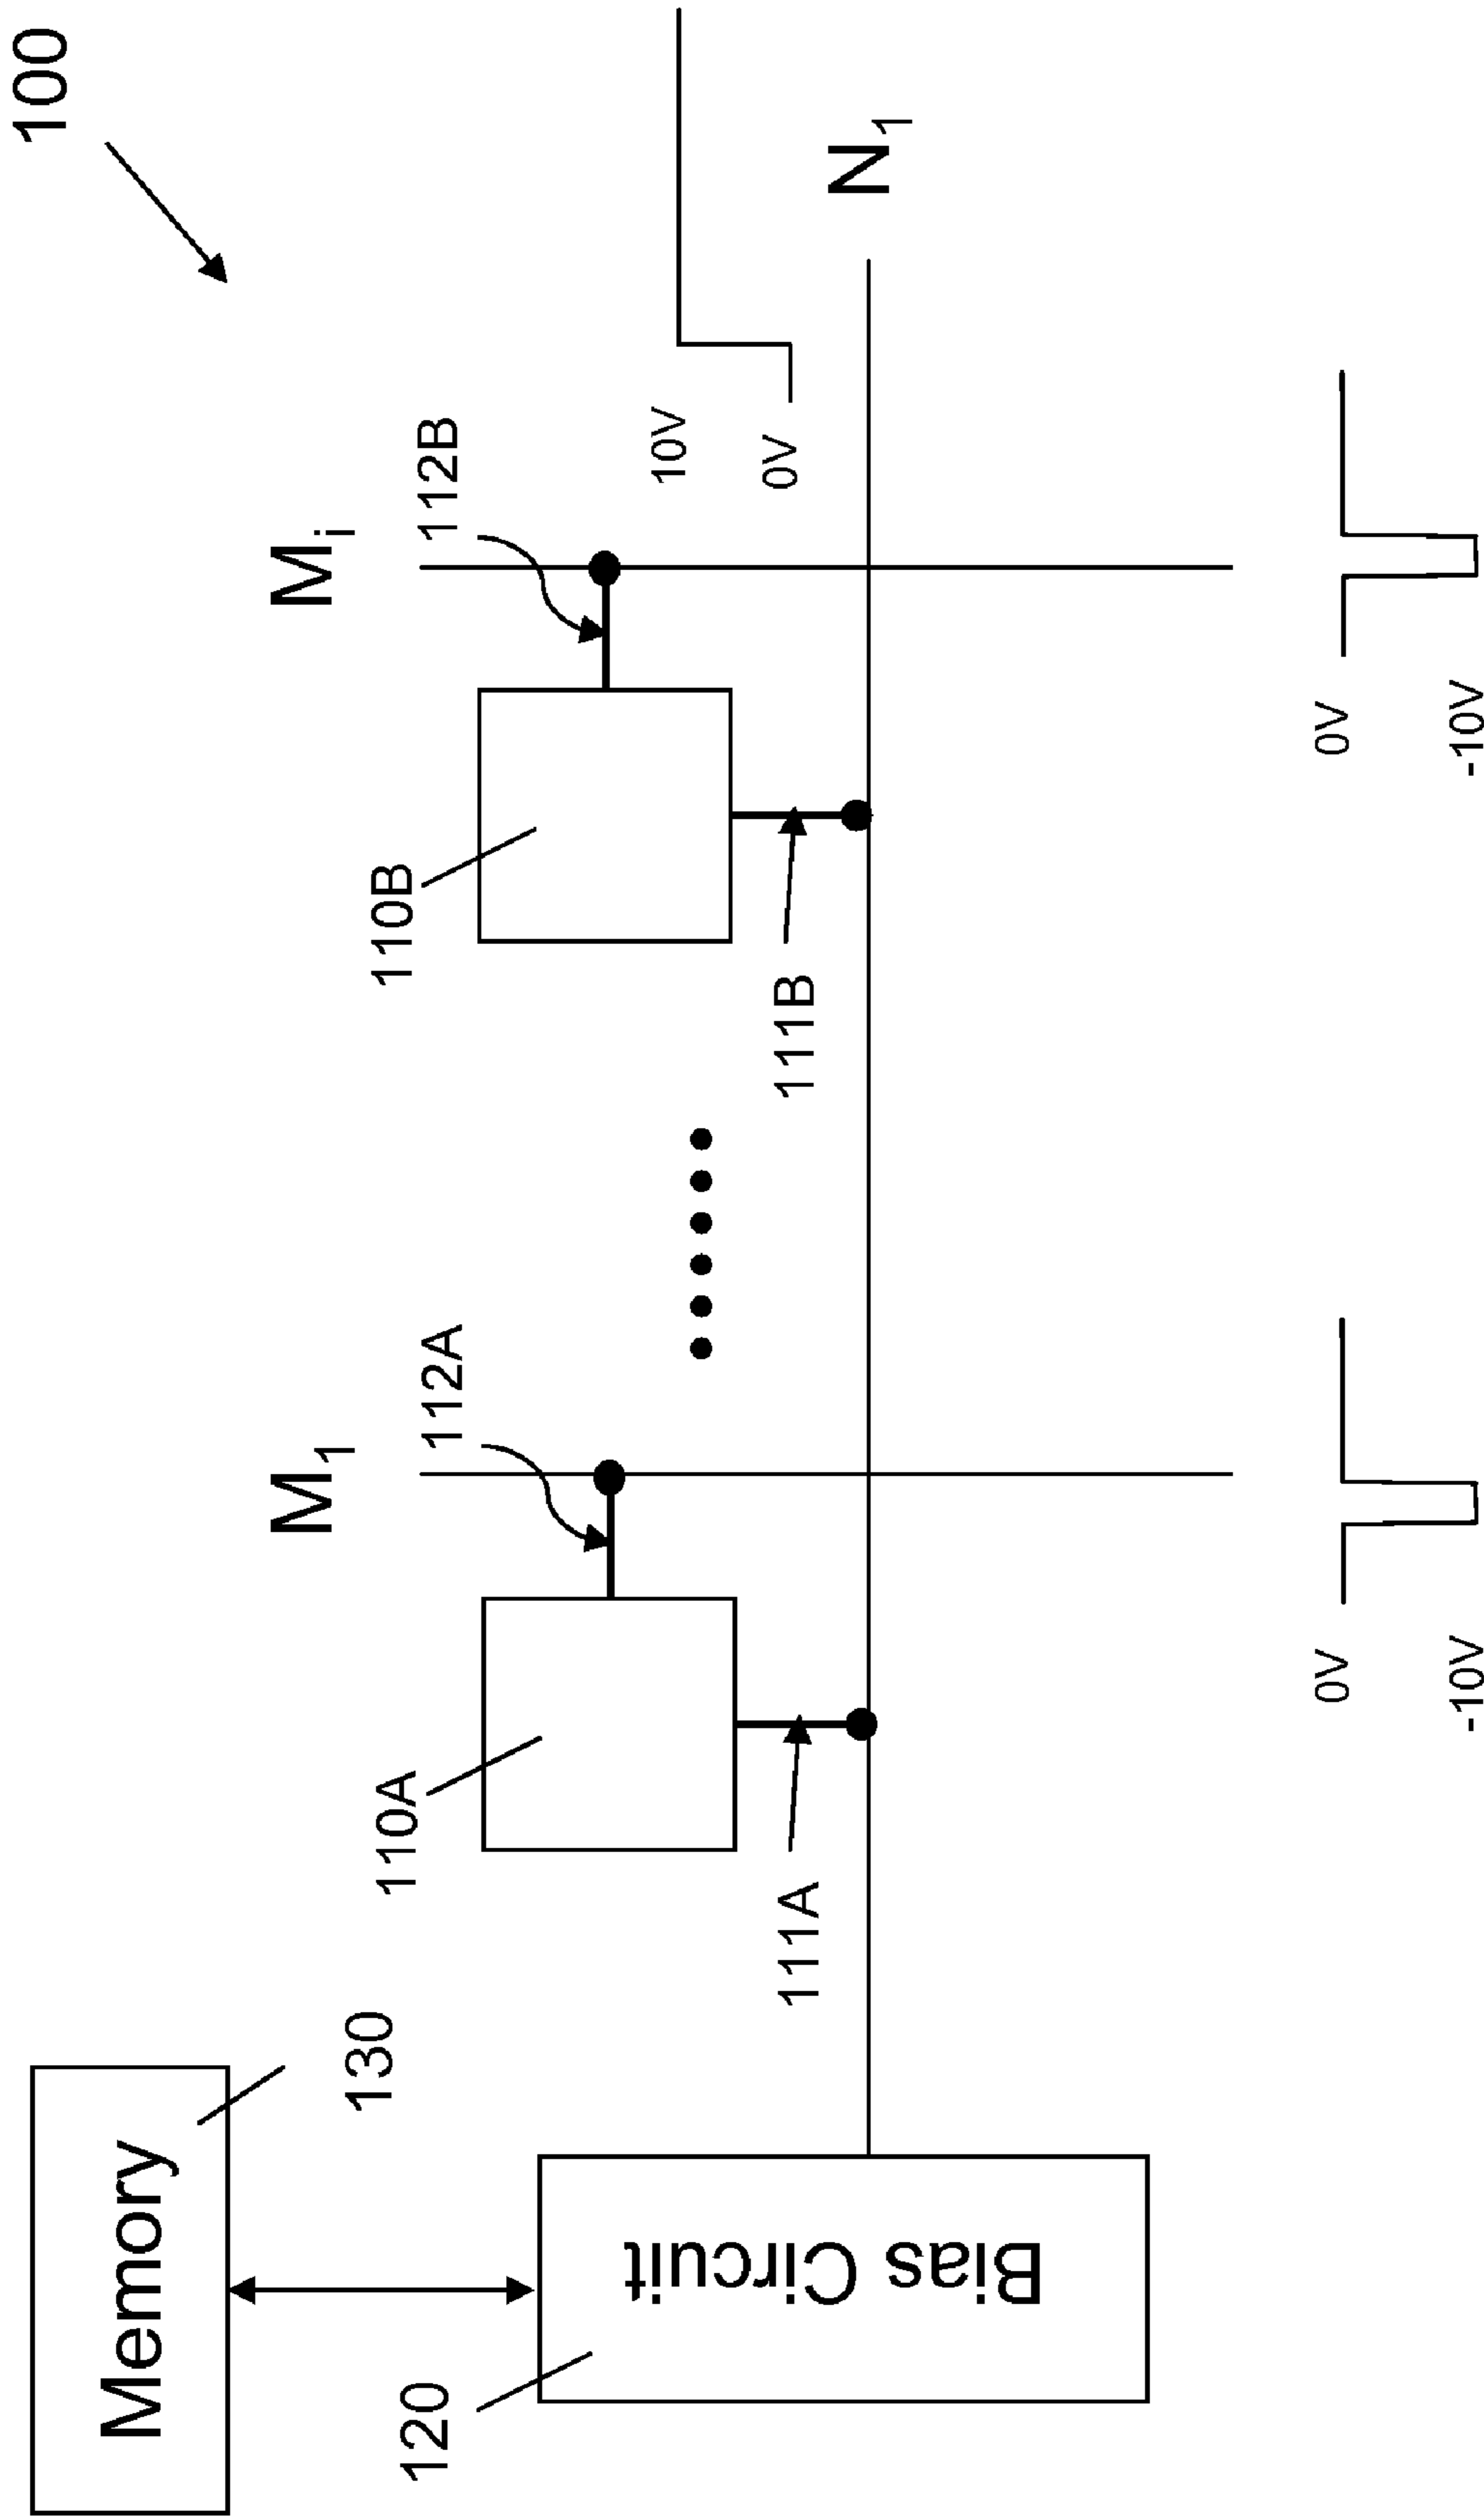 100
Memory
130
M1
Mi
112A
112B
110A
110B
10V
0V
120
Bias Circuit
111A
111B
N1
0V
-10V
0V
-10V